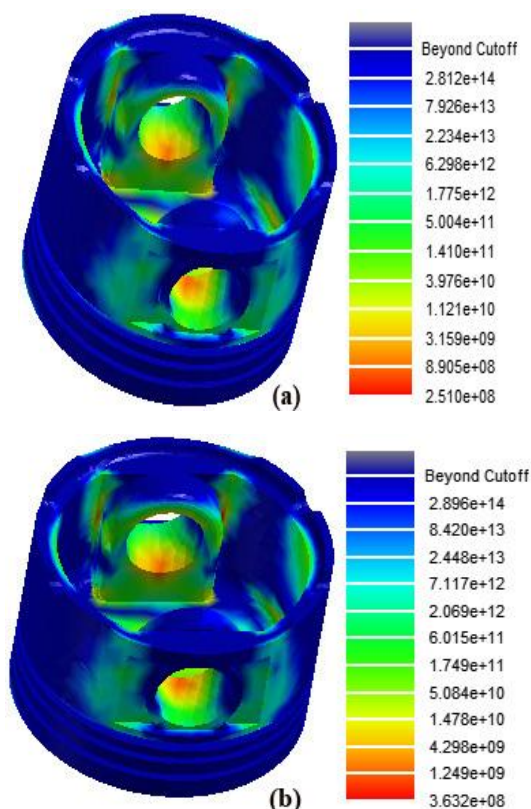 Beyond Cutoff
2.812e+14
7.926e+13
2.234e+13
6.298e+12
1.775e+12
5.004e+11
1.410e+11
3.976e+10
1.121e+10
3.159e+09
8.905e+08
2.510e+08
(a)
Beyond Cutoff
2.896e+14
8.420e+13
2.448e+13
7.117e+12
2.069e+12
6.015e+11
1.749e+11
5.084e+10
1.478e+10
4.298e+09
1.249e+09
3.632e+08
(b)